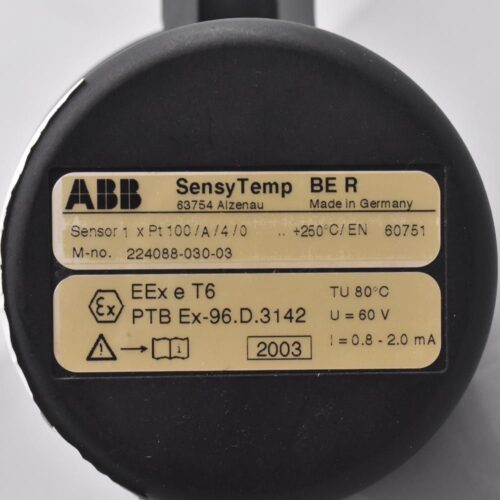 ABB SensyTemp BE R
63754 Alzenau Made in Germany
Sensor 1 x Pt 100 / A / 4 / 0 .. +250°C / EN 60751
M-no. 224088-030-03
Ex EEx e T6 TU 80°C
PTB Ex-96.D.3142 U = 60 V
i 2003 I = 0.8 - 2.0 mA